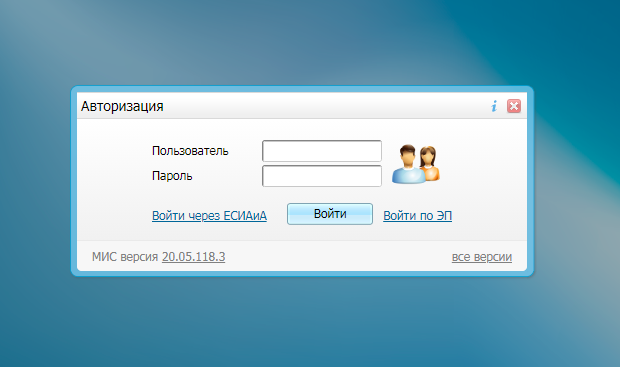 Авторизация
Пользователь
Пароль
Войти через ЕСИАиА Войти Войти по ЭП
МИС версия 20.05.118.3 все версии